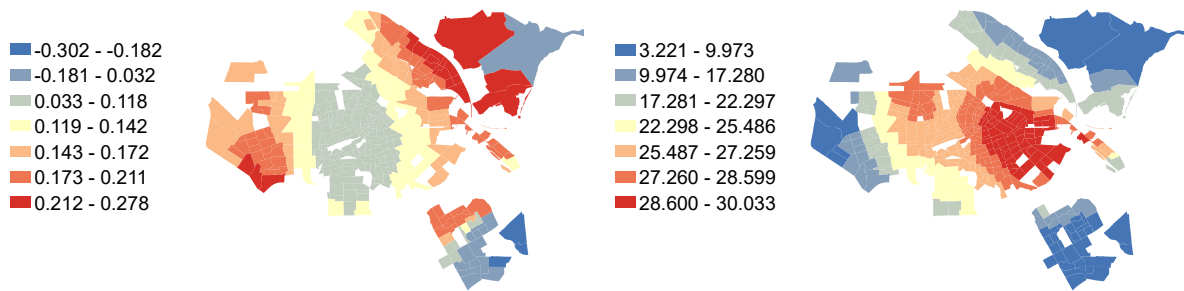 -0.302 - -0.182
-0.181 - 0.032
0.033 - 0.118
0.119 - 0.142
0.143 - 0.172
0.173 - 0.211
0.212 - 0.278
3.221 - 9.973
9.974 - 17.280
17.281 - 22.297
22.298 - 25.486
25.487 - 27.259
27.260 - 28.599
28.600 - 30.033